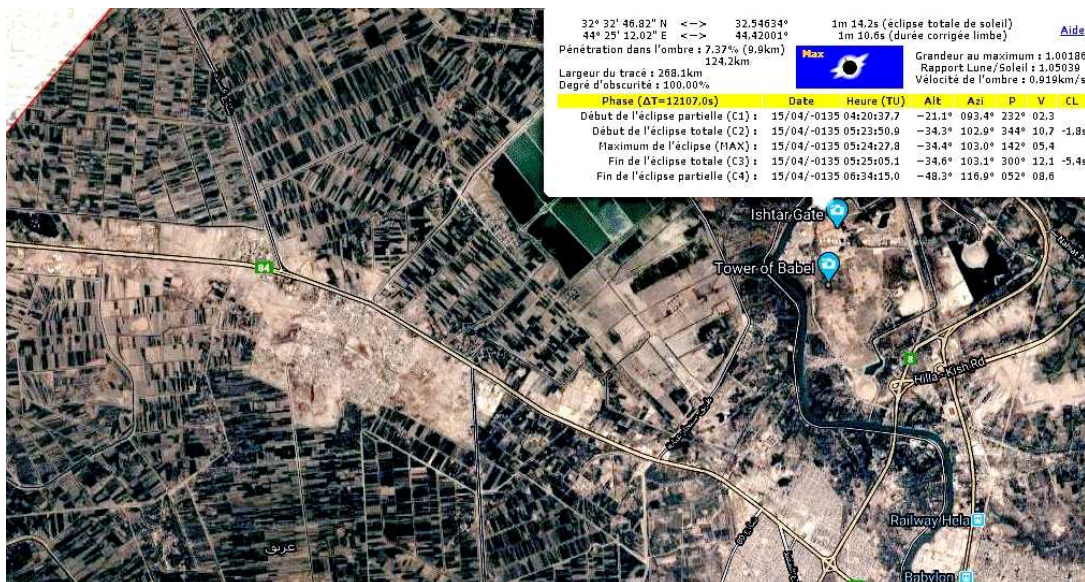 32° 32' 46.82" N <—> 32.54634° 1m 14.2s (éclipse totale de soleil)
44° 25' 12.02" E <—> 44.42001° 1m 10.6s (durée corrigée limbe) Aide
Pénétration dans l'ombre : 7.37% (9.9km)
124.2km
Largeur du tracé : 268.1km
Degré d'obscurité : 100.00%
Max
Grandeur au maximum : 1.00186
Rapport Lune/Soleil : 1.05039
Vélocité de l'ombre : 0.919km/s
Phase (ΔT=12107.0s) Date Heure (TU) Alt Azi P V CL
Début de l'éclipse partielle (C1) : 15/04/-0135 04:20:37.7 −21.1° 093.4° 232° 02.3
Début de l'éclipse totale (C2) : 15/04/-0135 05:23:50.9 −34.3° 102.9° 344° 10.7 -1.8s
Maximum de l'éclipse (MAX) : 15/04/-0135 05:24:27.8 −34.4° 103.0° 142° 05.4
Fin de l'éclipse totale (C3) : 15/04/-0135 05:25:05.1 −34.6° 103.1° 300° 12.1 -5.4s
Fin de l'éclipse partielle (C4) : 15/04/-0135 06:34:15.0 −48.3° 116.9° 052° 08.6
Ishtar Gate
Tower of Babel
84
8
Hilla - Kish Rd
Railway Hela
Babylon